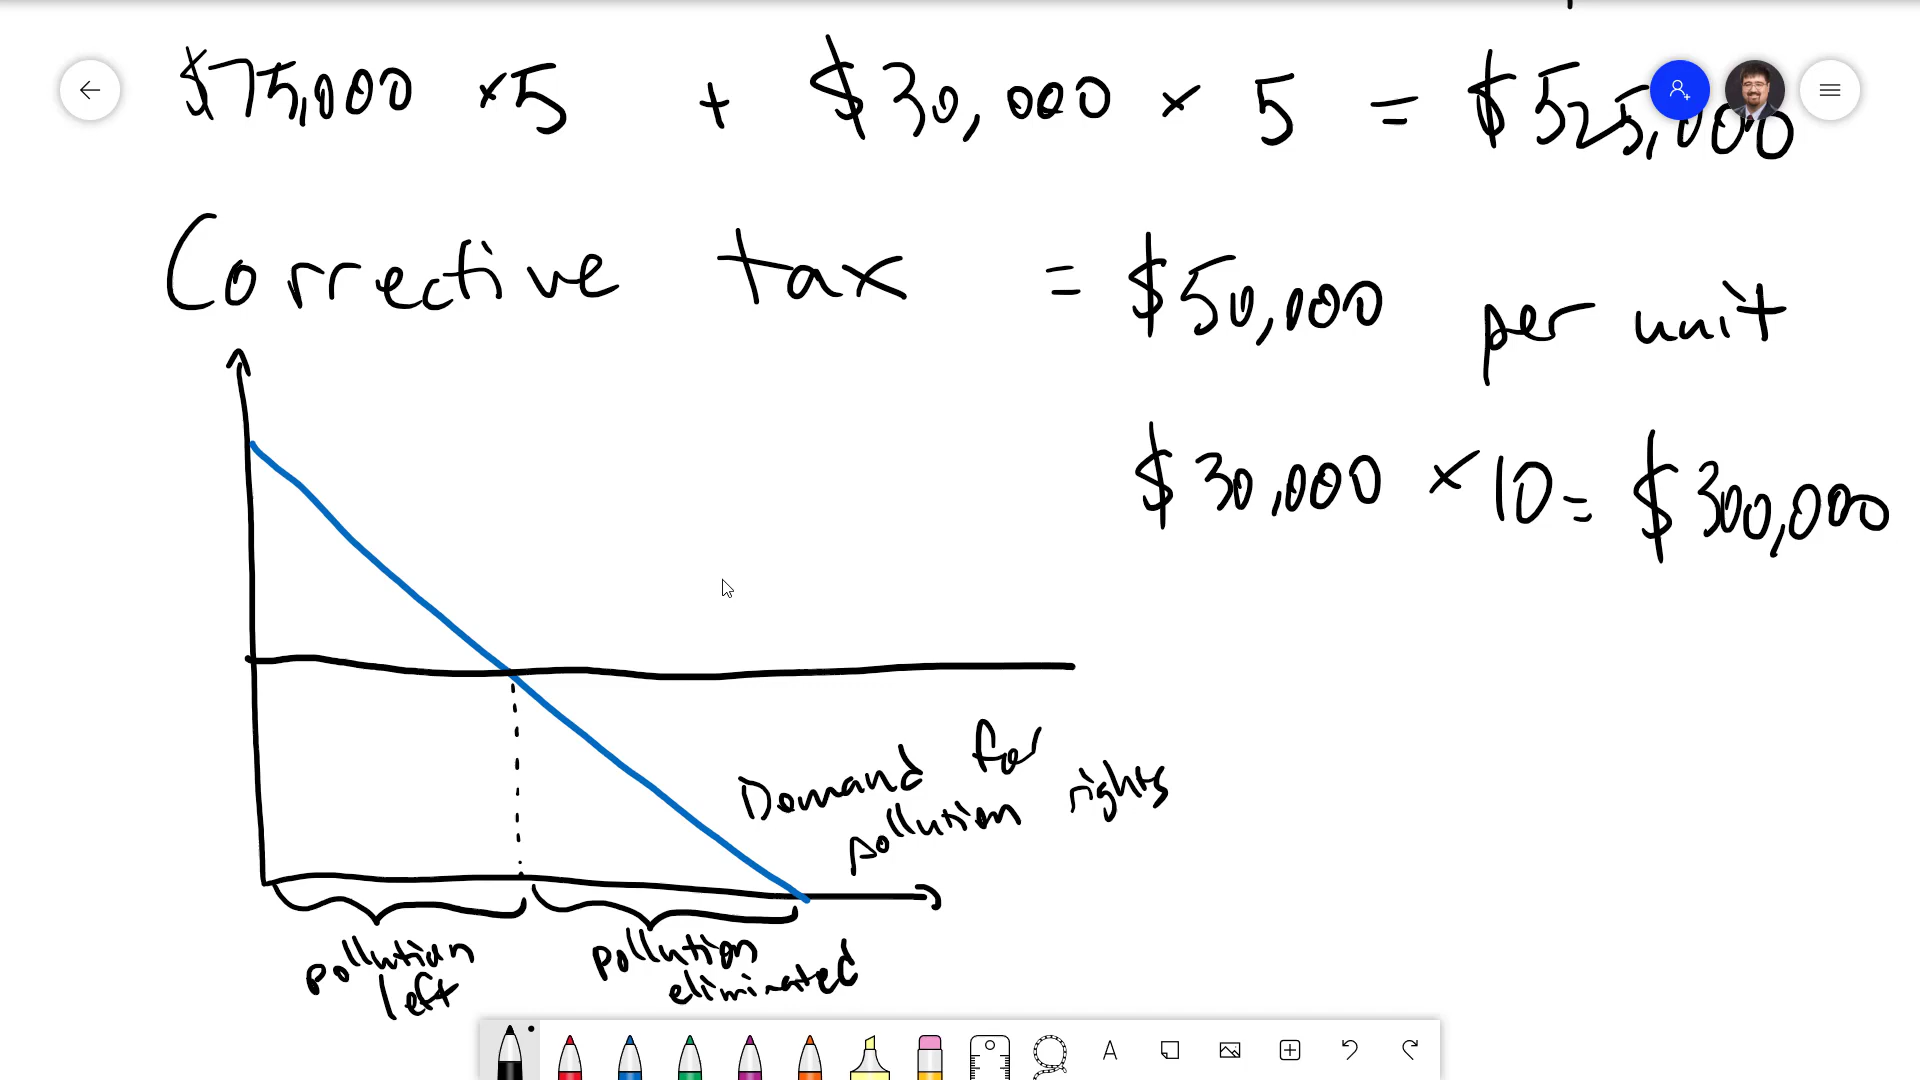 $75,000 × 5 + $30,000 × 5 = $525,000
Corrective tax = $50,000 per unit
$30,000 × 10 = $300,000
Demand for
pollution rights
pollution
left
pollution
eliminated
A